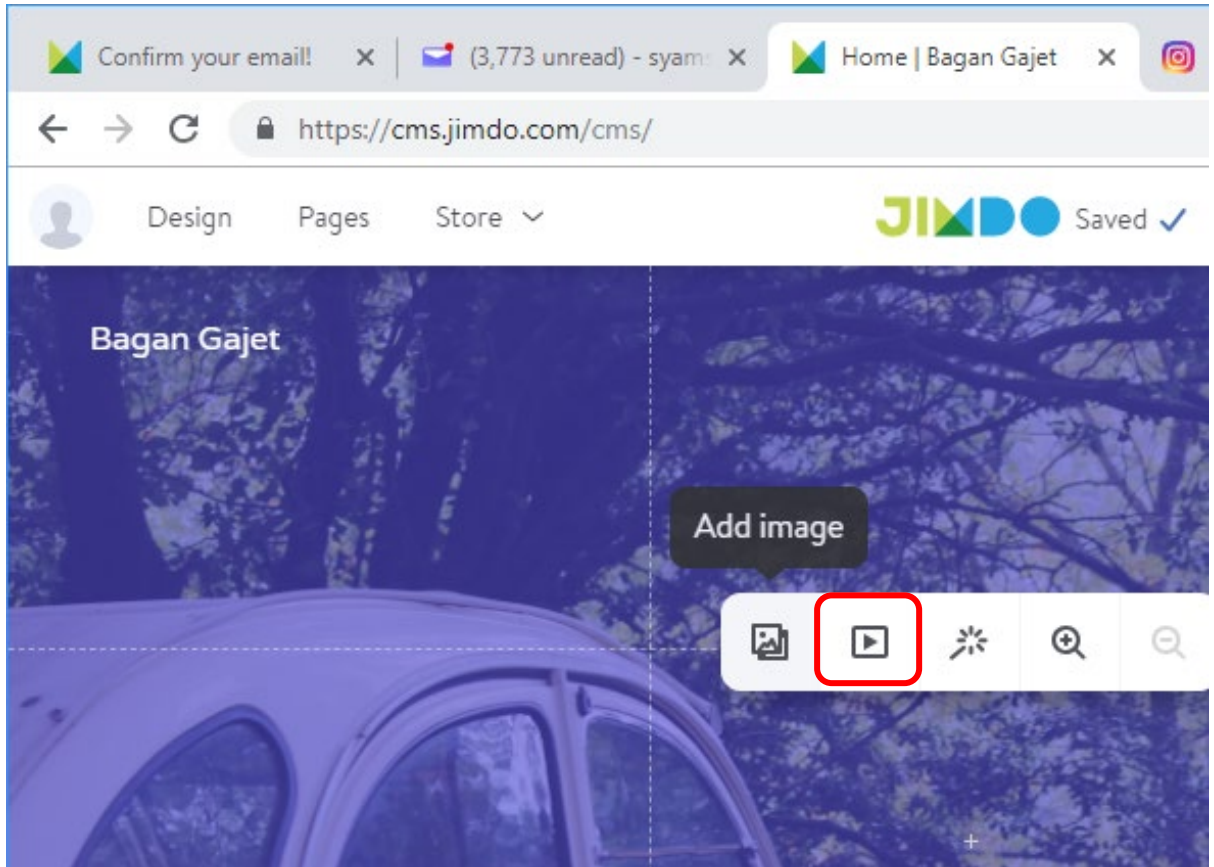 Confirm your email!
(3,773 unread) - syam
Home | Bagan Gajet
https://cms.jimdo.com/cms/
Design Pages Store JIMDO Saved
Bagan Gajet
Add image